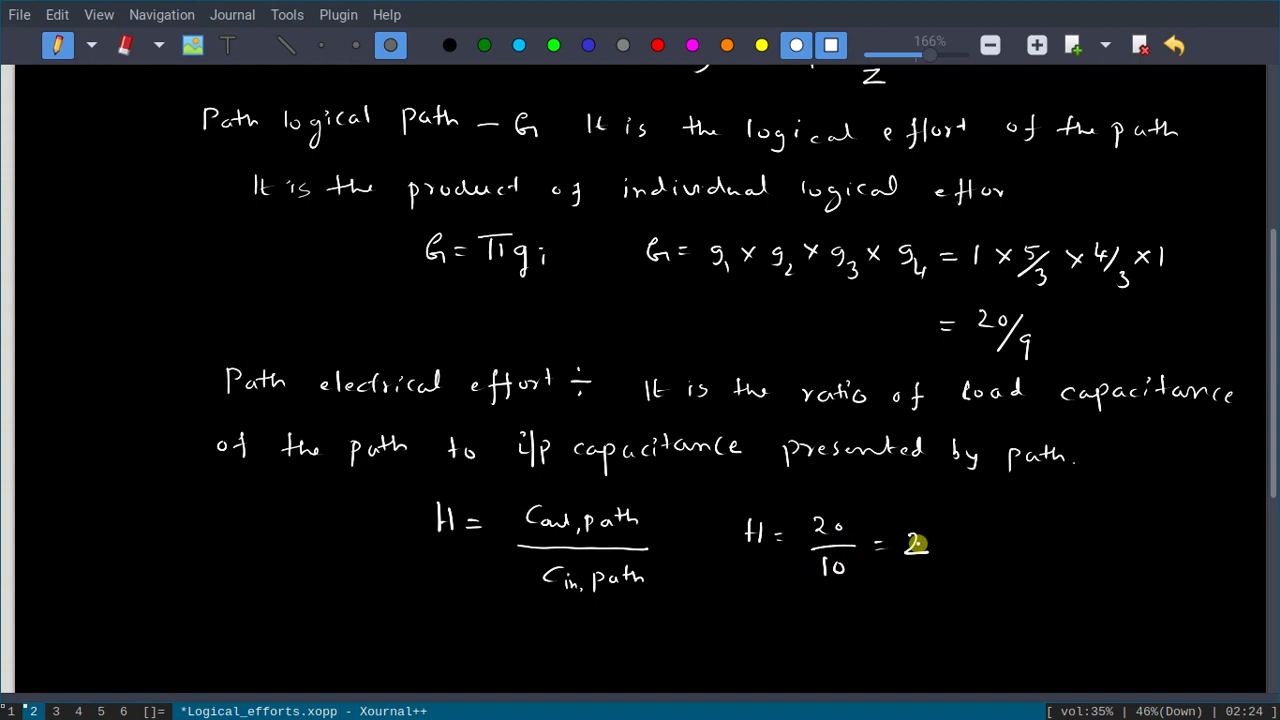 File Edit View Navigation Journal Tools Plugin Help
166%
z
Path logical path — G It is the logical effort of the path
It is the product of individual logical effor
G = πgi G = g1 × g2 × g3 × g4 = 1 × 5/3 × 4/3 × 1
= 20/9
Path electrical effort ÷ It is the ratio of load capacitance
of the path to i/p capacitance presented by path.
H = Cout, path / Cin, path H = 20 / 10 = 2
1 2 3 4 5 6 []= *Logical_efforts.xopp - Xournal++ [ vol:35% | 46%(Down) | 02:24 ]